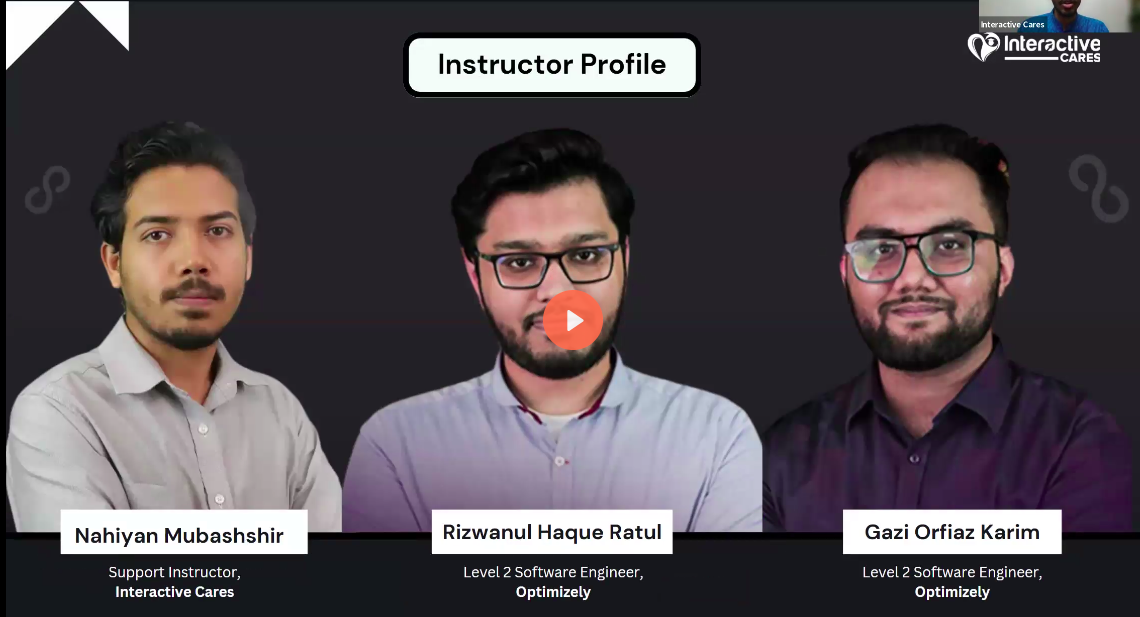 Interactive Cares
Interactive
CARES
Instructor Profile
Nahiyan Mubashshir
Support Instructor,
Interactive Cares
Rizwanul Haque Ratul
Level 2 Software Engineer,
Optimizely
Gazi Orfiaz Karim
Level 2 Software Engineer,
Optimizely